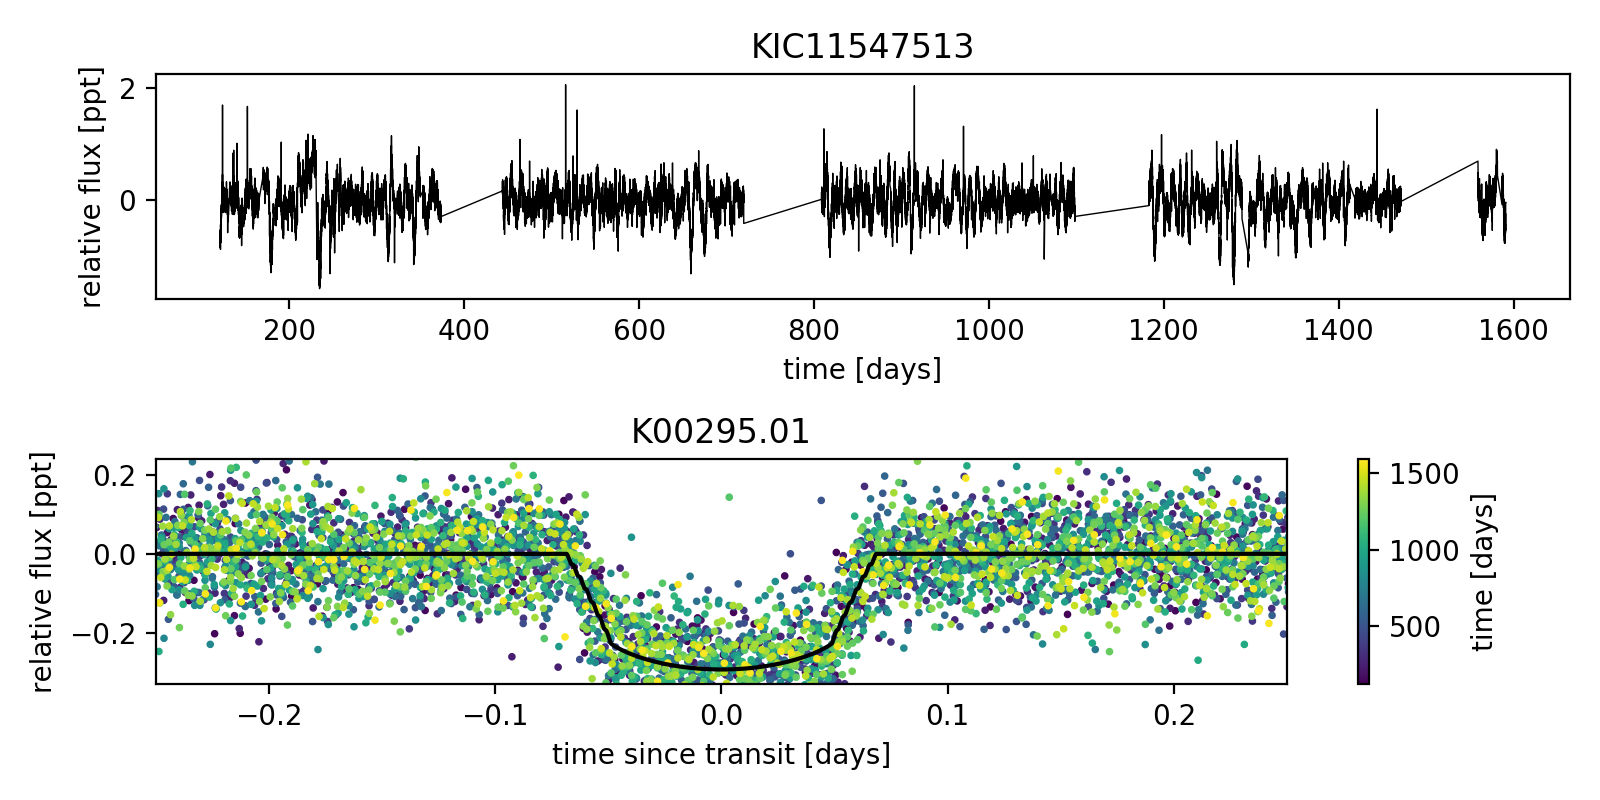 KIC11547513
relative flux [ppt]
2
0
200 400 600 800 1000 1200 1400 1600
time [days]
K00295.01
relative flux [ppt]
0.2
0.0
−0.2
−0.2 −0.1 0.0 0.1 0.2
time since transit [days]
1500
1000
500
time [days]